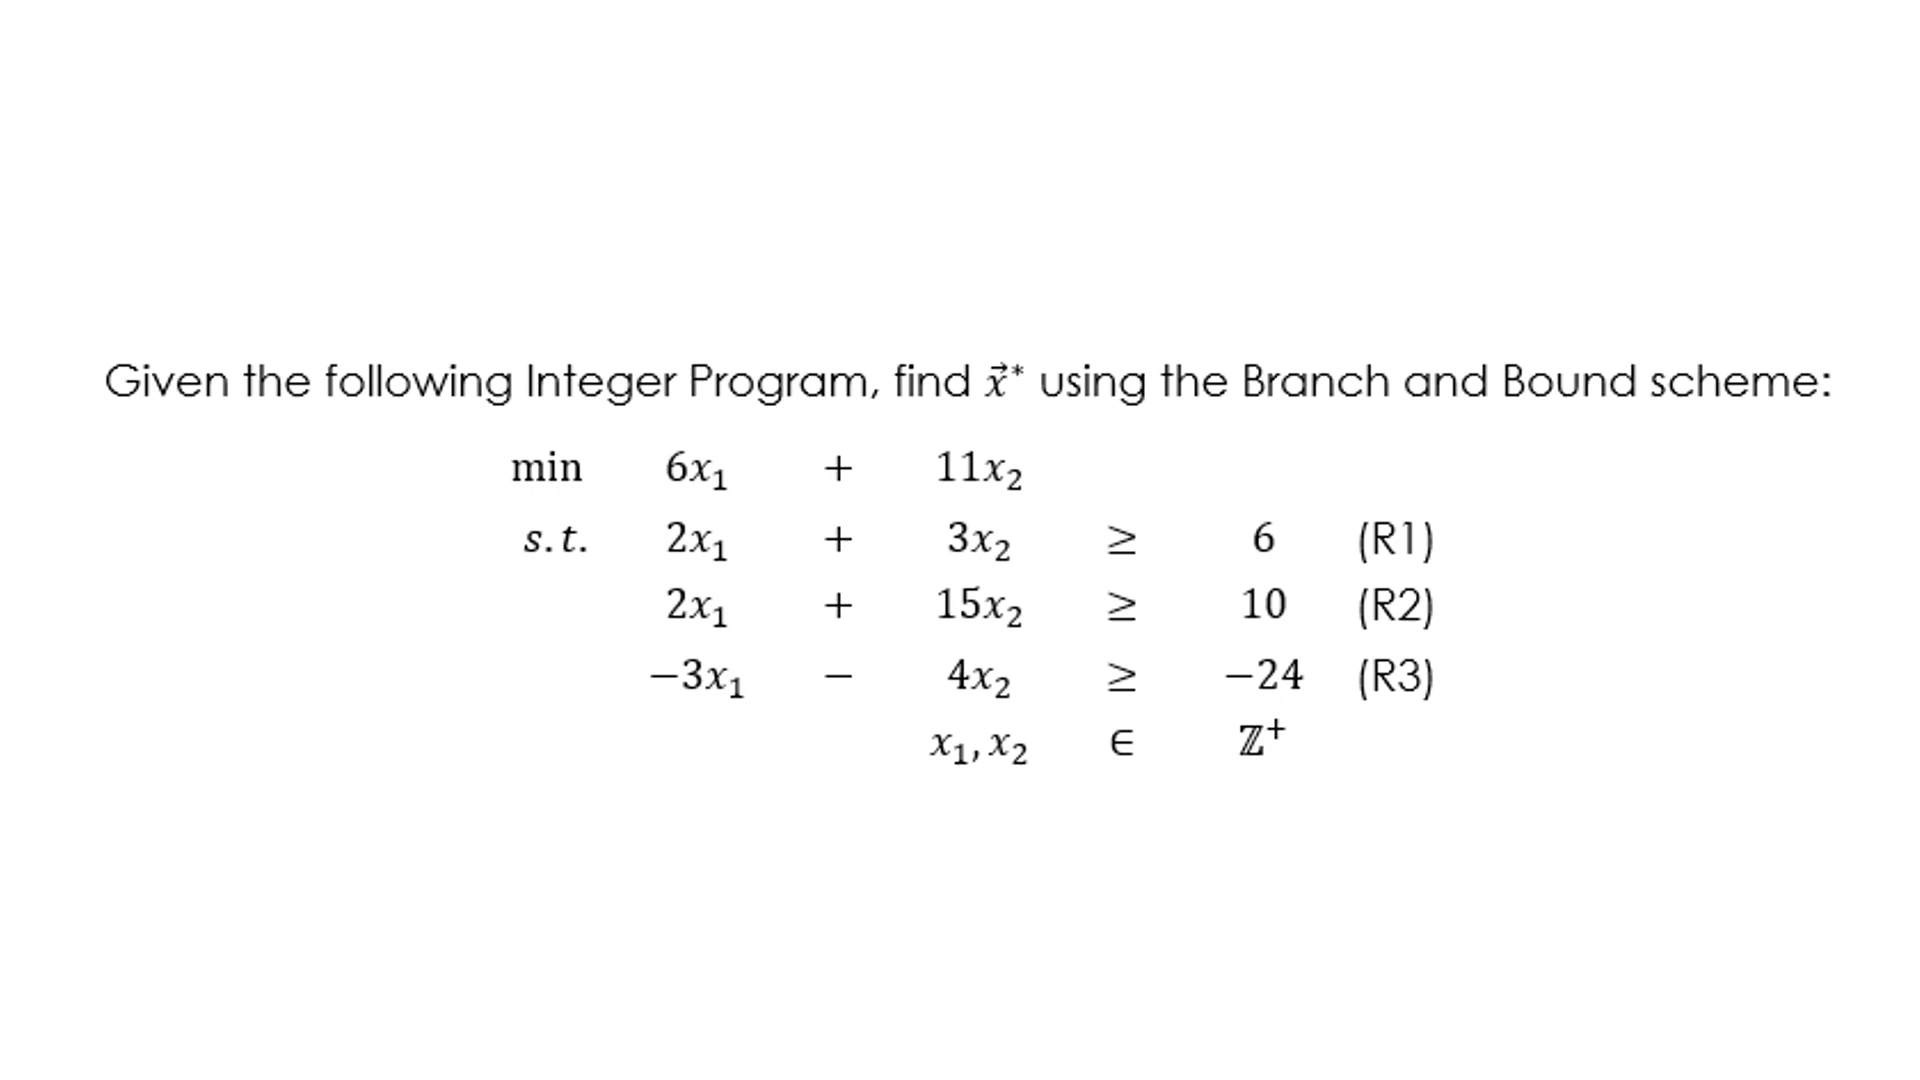 Given the following Integer Program, find $\vec{x}^*$ using the Branch and Bound scheme:
min 6x₁ + 11x₂
s.t. 2x₁ + 3x₂ ≥ 6 (R1)
2x₁ + 15x₂ ≥ 10 (R2)
−3x₁ − 4x₂ ≥ −24 (R3)
x₁, x₂ ∈ ℤ⁺